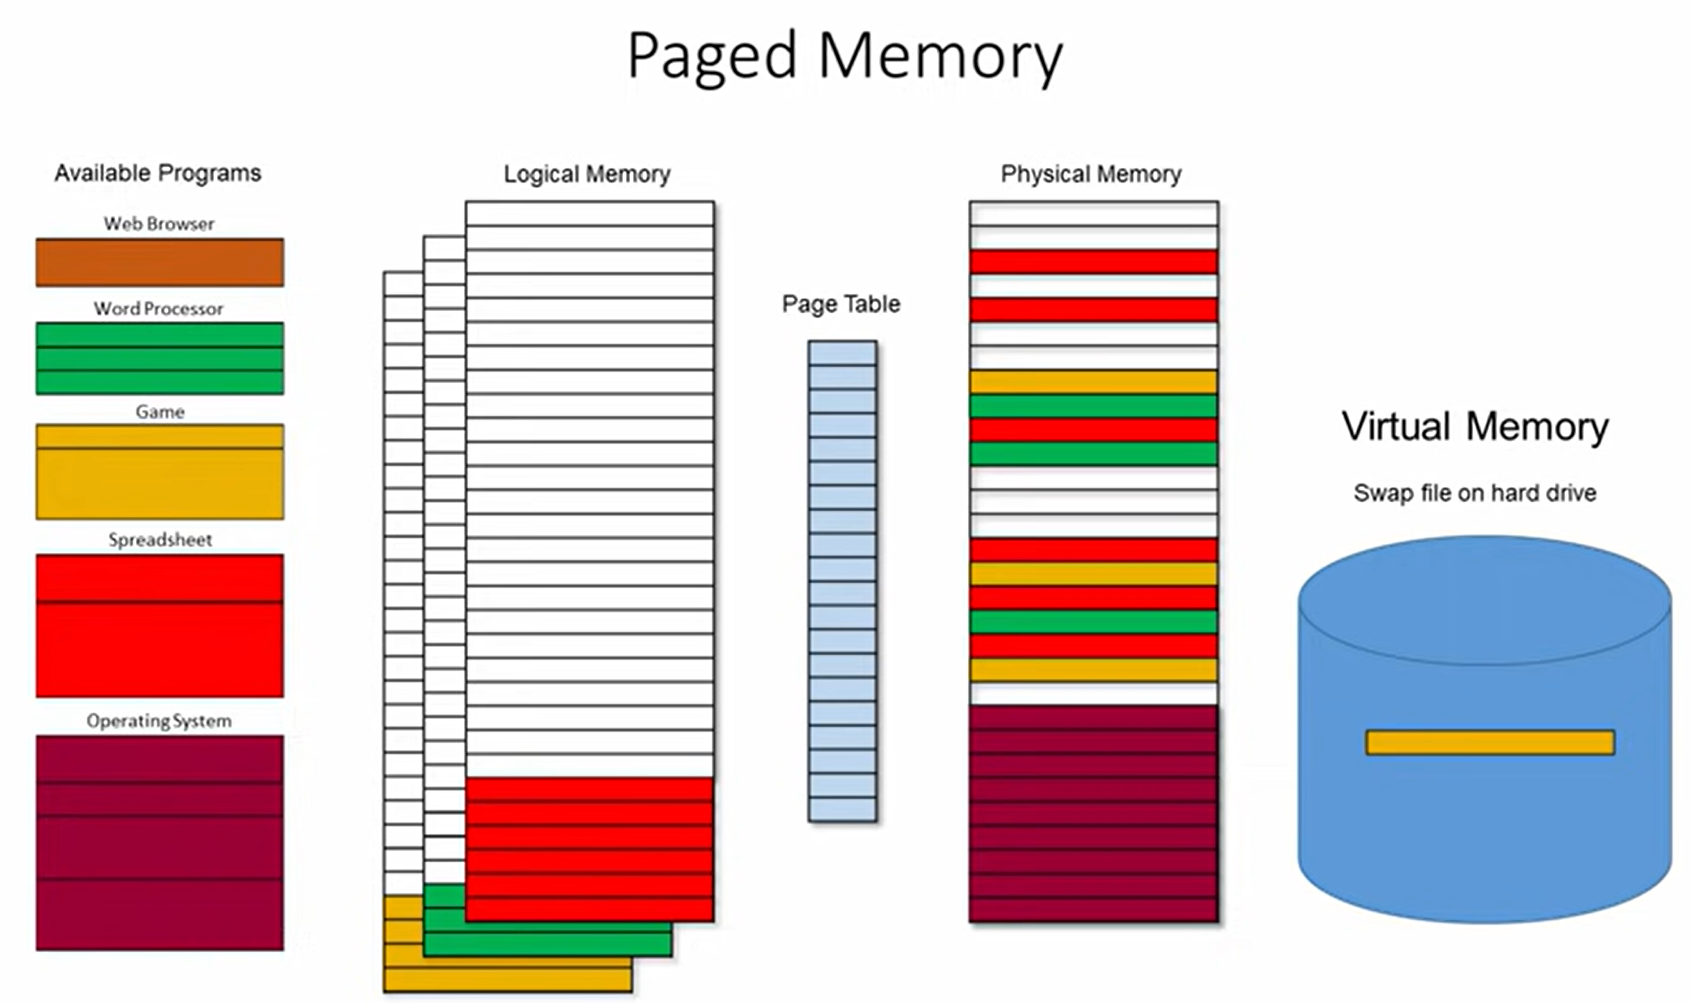 Paged Memory
Available Programs
Web Browser
Word Processor
Game
Spreadsheet
Operating System
Logical Memory
Page Table
Physical Memory
Virtual Memory
Swap file on hard drive